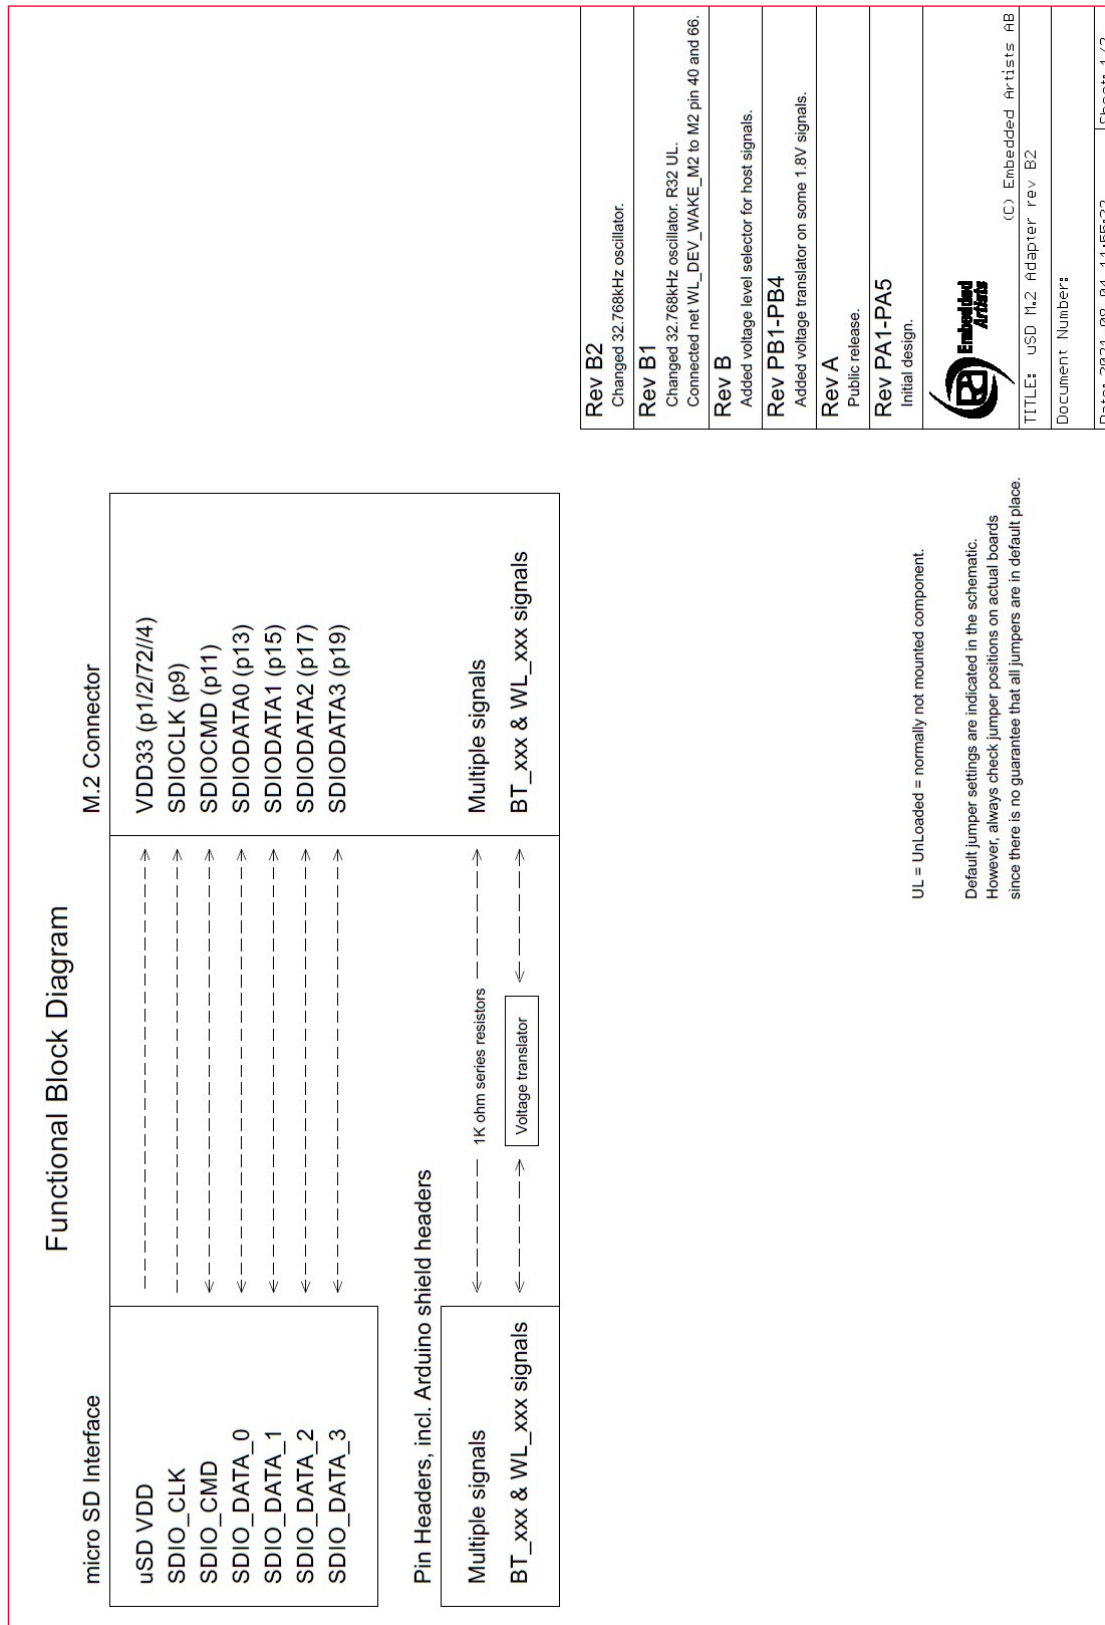 Functional Block Diagram
micro SD Interface
M.2 Connector
uSD VDD
VDD33 (p1/2/72//4)
SDIO_CLK
SDIOCLK (p9)
SDIO_CMD
SDIOCMD (p11)
SDIO_DATA_0
SDIODATA0 (p13)
SDIO_DATA_1
SDIODATA1 (p15)
SDIO_DATA_2
SDIODATA2 (p17)
SDIO_DATA_3
SDIODATA3 (p19)
Pin Headers, incl. Arduino shield headers
Multiple signals
1K ohm series resistors
Multiple signals
BT_xxx & WL_xxx signals
Voltage translator
BT_xxx & WL_xxx signals
UL = UnLoaded = normally not mounted component.
Default jumper settings are indicated in the schematic.
However, always check jumper positions on actual boards
since there is no guarantee that all jumpers are in default place.
Rev B2
Changed 32.768kHz oscillator.
Rev B1
Changed 32.768kHz oscillator. R32 UL.
Connected net WL_DEV_WAKE_M2 to M2 pin 40 and 66.
Rev B
Added voltage level selector for host signals.
Rev PB1-PB4
Added voltage translator on some 1.8V signals.
Rev A
Public release.
Rev PA1-PA5
Initial design.
Embedded
Artists
(C) Embedded Artists AB
TITLE: uSD M.2 Adapter rev B2
Document Number: